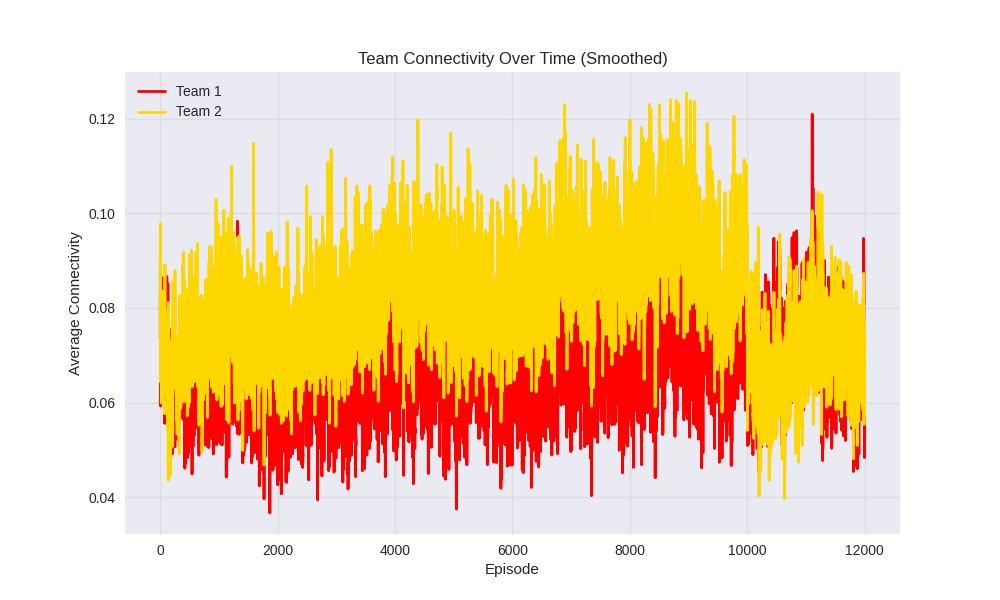 Team Connectivity Over Time (Smoothed)
Team 1
Team 2
Average Connectivity
0.12
0.10
0.08
0.06
0.04
0 2000 4000 6000 8000 10000 12000
Episode